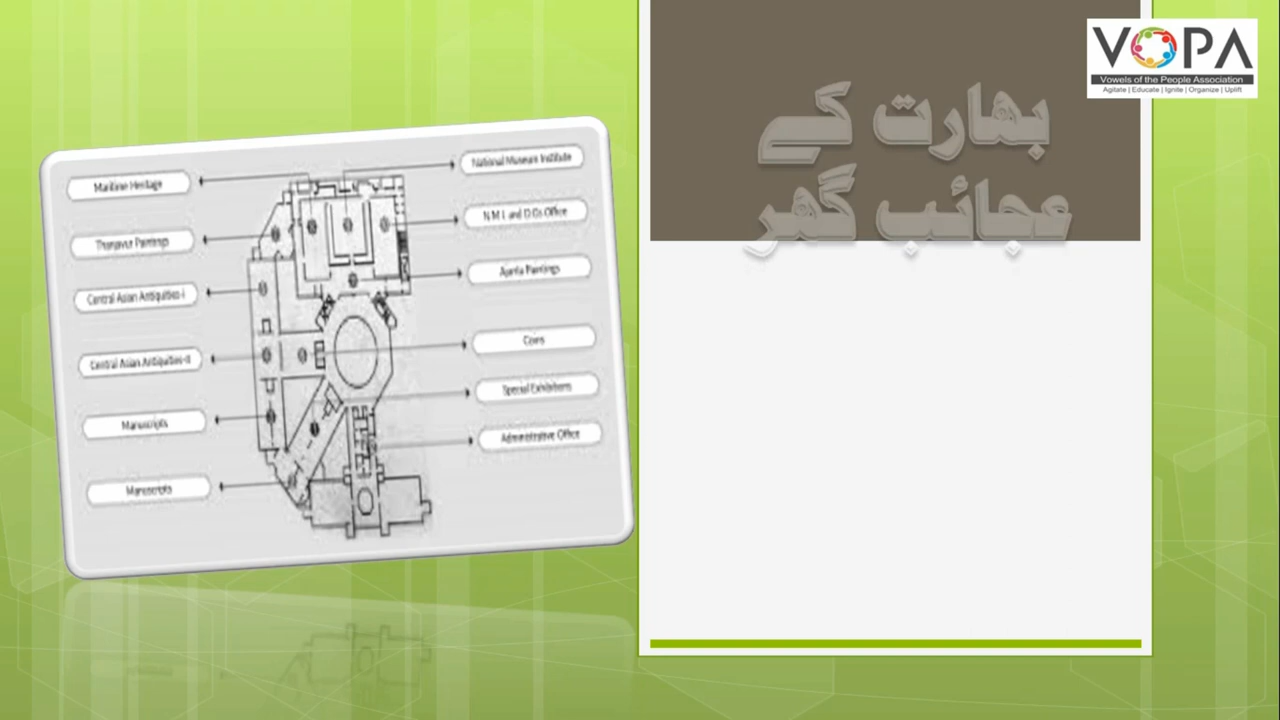 VOPA
Vowels of the People Association
Agitate | Educate | Ignite | Organize | Uplift
بھارت کے
عجائب گھر
Maritime Heritage
Thanjavur Paintings
Central Asian Antiquities-I
Central Asian Antiquities-II
Manuscripts
Manuscripts
National Museum Institute
N M I and D.Gs Office
Ajanta Paintings
Coins
Special Exhibitions
Administrative Office